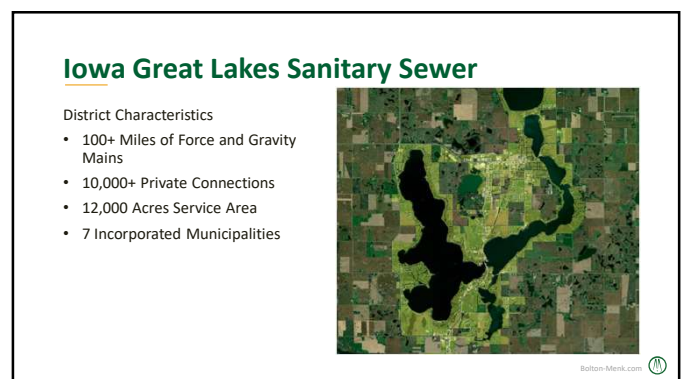 Iowa Great Lakes Sanitary Sewer
District Characteristics
• 100+ Miles of Force and Gravity
Mains
• 10,000+ Private Connections
• 12,000 Acres Service Area
• 7 Incorporated Municipalities
Bolton-Menk.com